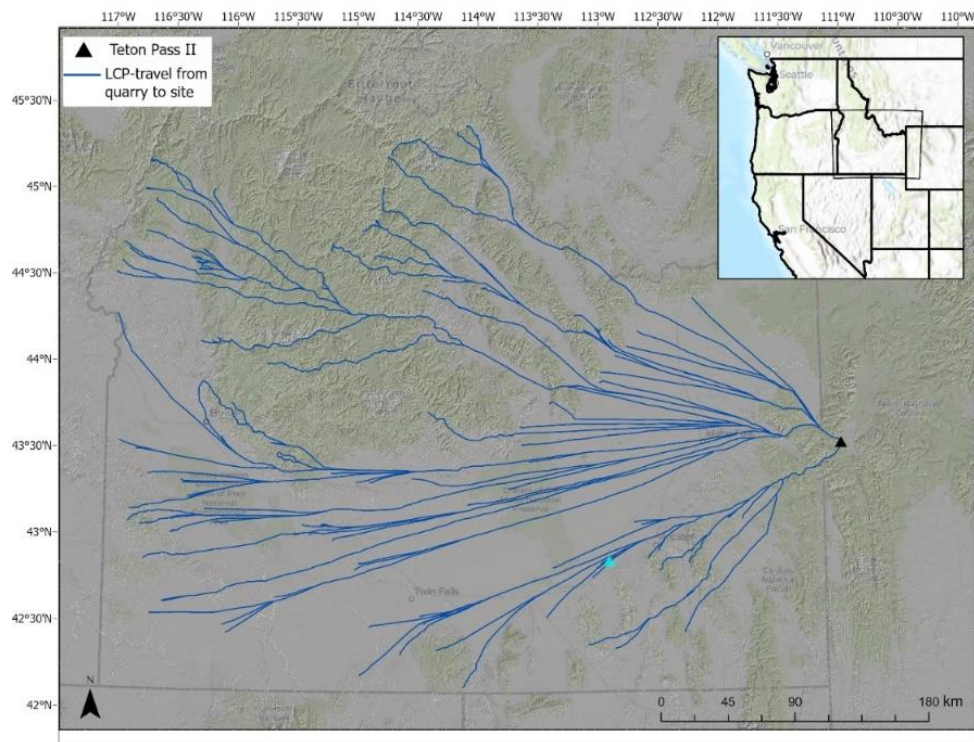 117°W 116°30'W 116°W 115°30'W 115°W 114°30'W 114°W 113°30'W 113°W 112°30'W 112°W 111°30'W 111°W 110°30'W 110°W
Teton Pass II
LCP-travel from
quarry to site
Vancouver
Seattle
San Francisco
45°30'N
45°N
44°30'N
44°N
43°30'N
43°N
42°30'N
42°N
Twin Falls
N
0 45 90 180 km